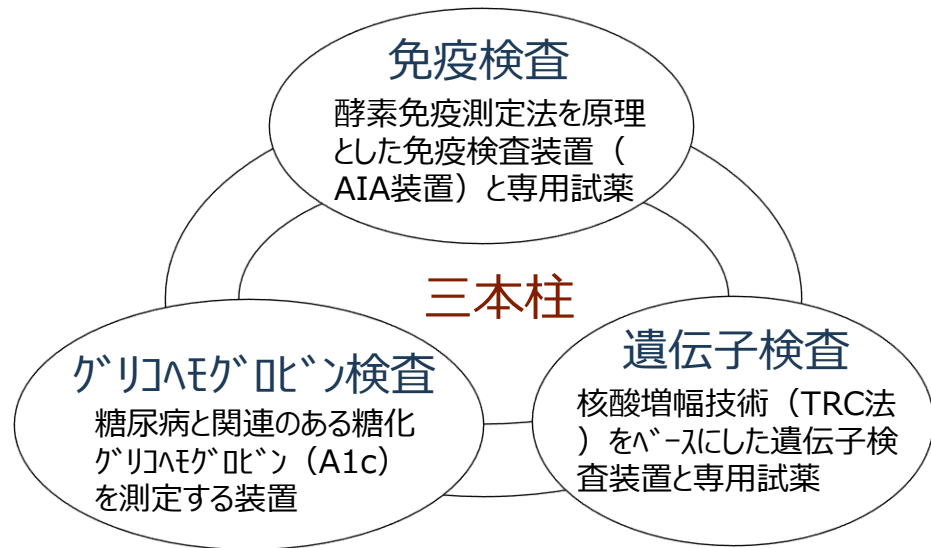 免疫検査
酵素免疫測定法を原理
とした免疫検査装置（
AIA装置）と専用試薬
三本柱
ｸﾞﾘｺﾍﾓｸﾞﾛﾋﾞﾝ検査
糖尿病と関連のある糖化
ｸﾞﾘｺﾍﾓｸﾞﾛﾋﾞﾝ（A1c）
を測定する装置
遺伝子検査
核酸増幅技術（TRC法
）をﾍﾞｰｽにした遺伝子検
査装置と専用試薬